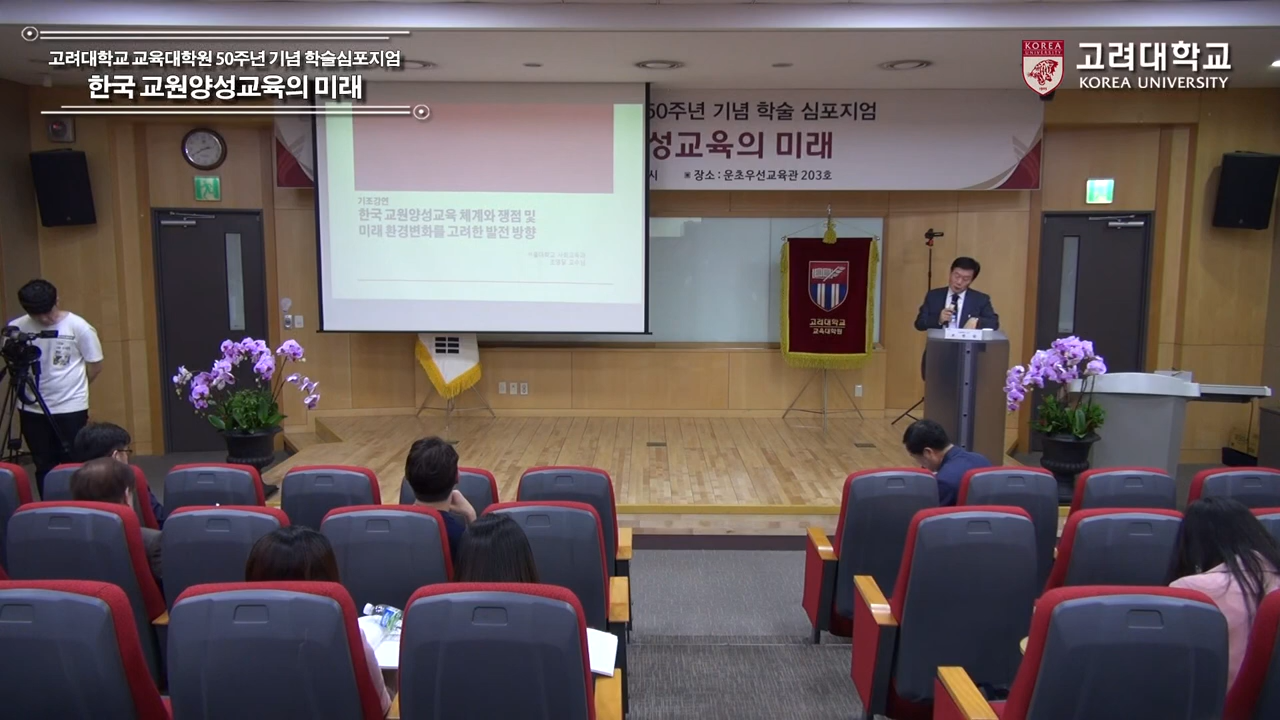 고려대학교 교육대학원 50주년 기념 학술심포지엄
한국 교원양성교육의 미래
KOREA
UNIVERSITY
고려대학교
KOREA UNIVERSITY
50주년 기념 학술 심포지엄
성교육의 미래
시 ▣ 장소 : 운초우선교육관 203호
기조강연
한국 교원양성교육 체계와 쟁점 및
미래 환경변화를 고려한 발전 방향
고려대학교
교육대학원